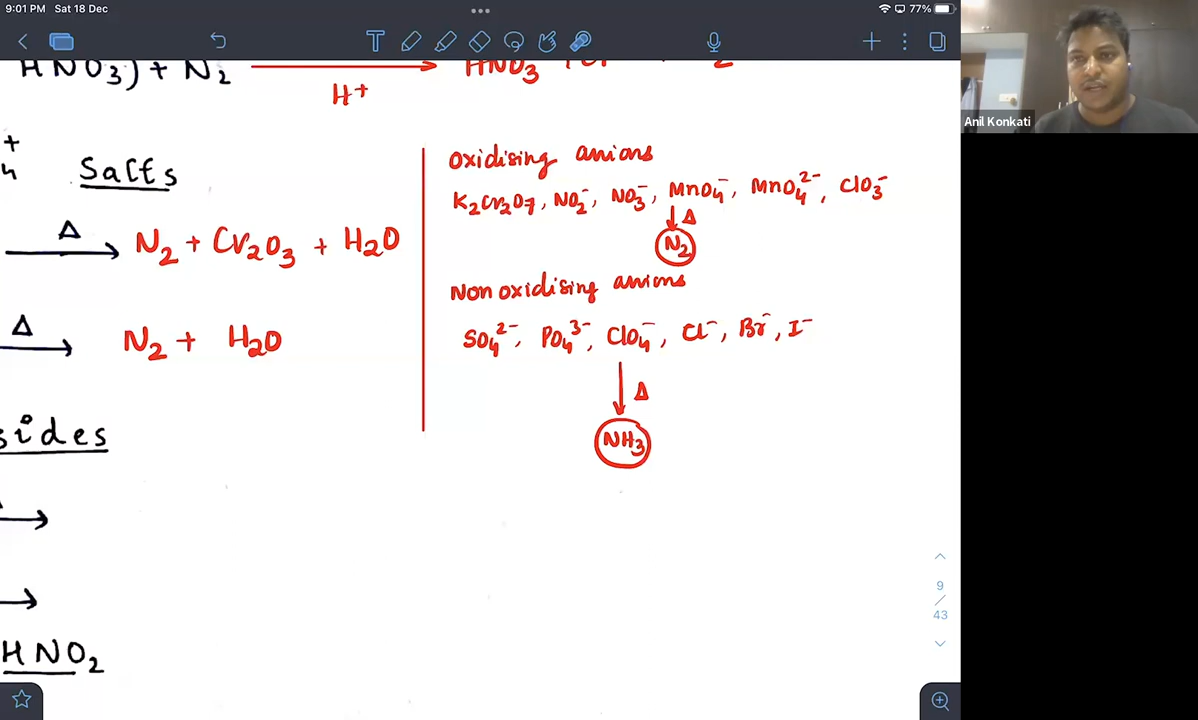 9:01 PM Sat 18 Dec
77%
HNO3) + N2 → HNO3
H+
Anil Konkati
+
4
Salts
Δ
N2 + Cr2O3 + H2O
Δ
N2 + H2O
sides
HNO2
Oxidising anions
K2Cr2O7, NO2⁻, NO3⁻, MnO4⁻, MnO4²⁻, ClO3⁻
↓ Δ
N2
Non oxidising anions
SO4²⁻, PO4³⁻, ClO4⁻, Cl⁻, Br⁻, I⁻
Δ
NH3
9
/
43